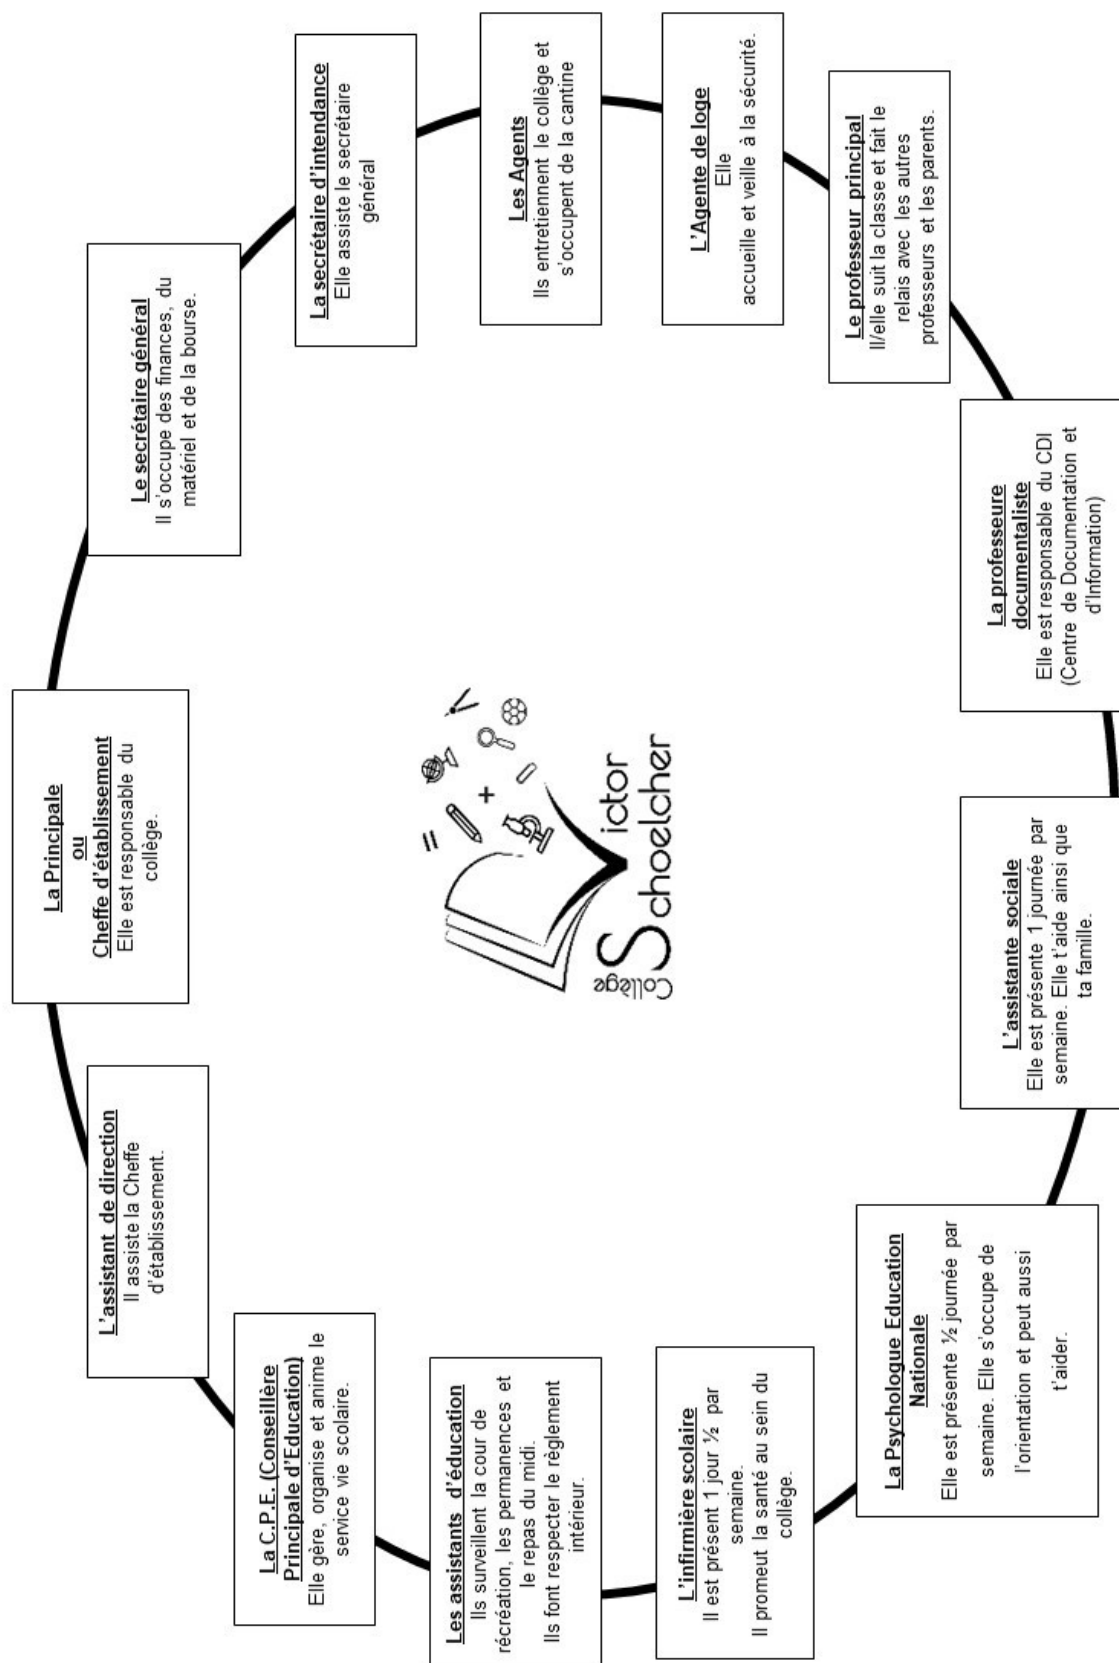 La Principale
ou
Cheffe d'établissement
Elle est responsable du
collège.
Le secrétaire général
Il s'occupe des finances, du
matériel et de la bourse.
La secrétaire d'intendance
Elle assiste le secrétaire
général
Les Agents
Ils entretiennent le collège et
s'occupent de la cantine
L'Agente de loge
Elle
accueille et veille à la sécurité.
Le professeur principal
Il/elle suit la classe et fait le
relais avec les autres
professeurs et les parents.
La professeure
documentaliste
Elle est responsable du CDI
(Centre de Documentation et
d'Information)
L'assistante sociale
Elle est présente 1 journée par
semaine. Elle t'aide ainsi que
ta famille.
La Psychologue Education
Nationale
Elle est présente ½ journée par
semaine. Elle s'occupe de
l'orientation et peut aussi
t'aider.
L'infirmière scolaire
Il est présent 1 jour ½ par
semaine.
Il promeut la santé au sein du
collège.
Les assistants d'éducation
Ils surveillent la cour de
récréation, les permanences et
le repas du midi.
Ils font respecter le règlement
intérieur.
La C.P.E. (Conseillère
Principale d'Education)
Elle gère, organise et anime le
service vie scolaire.
L'assistant de direction
Il assiste la Cheffe
d'établissement.
Collège
ictor
Schoelcher